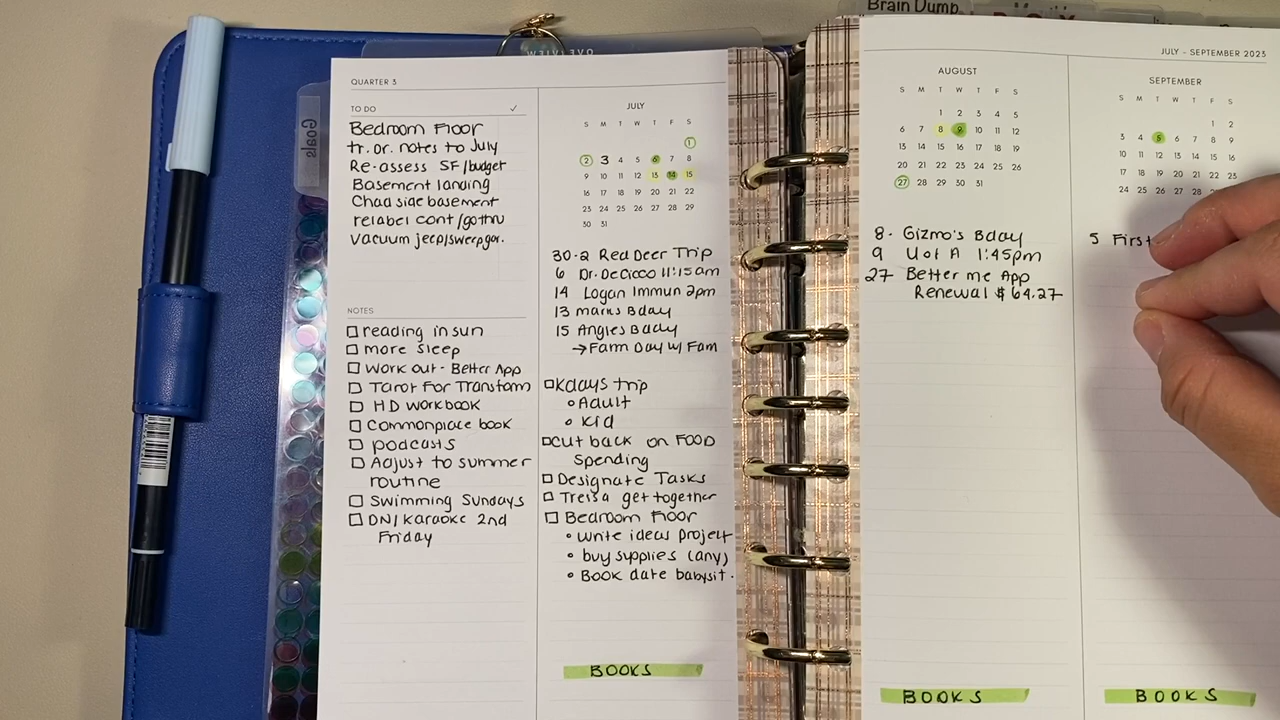 Brain Dump
OVERVIEW
Goals
QUARTER 3
TO DO
Bedroom Floor
tr. or. notes to July
Re-assess SF/budget
Basement landing
Chad side basement
relabel cont/go thru
Vacuum jeep/sweep gar.
NOTES
reading in sun
more sleep
Work out - Better App
Tarot For Transform
HD workbook
Commonplace book
podcasts
Adjust to summer
routine
Swimming Sundays
DN/karaoke 2nd
Friday
JULY
S M T W T F S
1
2 3 4 5 6 7 8
9 10 11 12 13 14 15
16 17 18 19 20 21 22
23 24 25 26 27 28 29
30 31
30-2 Red Deer Trip
6 Dr. DeCicco 11:15am
14 Logan Immun 2pm
13 marks Bday
15 Angies Bday
→ Farm Day w/ Fam
Kdays trip
Adult
Kid
Cut back on FOOD
Spending
Designate Tasks
Tressa get together
Bedroom Floor
write ideas project
buy supplies (any)
Book date babysit.
BOOKS
JULY - SEPTEMBER 2023
AUGUST
S M T W T F S
1 2 3 4 5
6 7 8 9 10 11 12
13 14 15 16 17 18 19
20 21 22 23 24 25 26
27 28 29 30 31
8 - Gizmo's Bday
9 U of A 1:45pm
27 Better me App
Renewal $64.27
BOOKS
SEPTEMBER
S M T W T F S
1 2
3 4 5 6 7 8 9
10 11 12 13 14 15 16
17 18 19 20 21 22 23
24 25 26 27
5 First
BOOKS